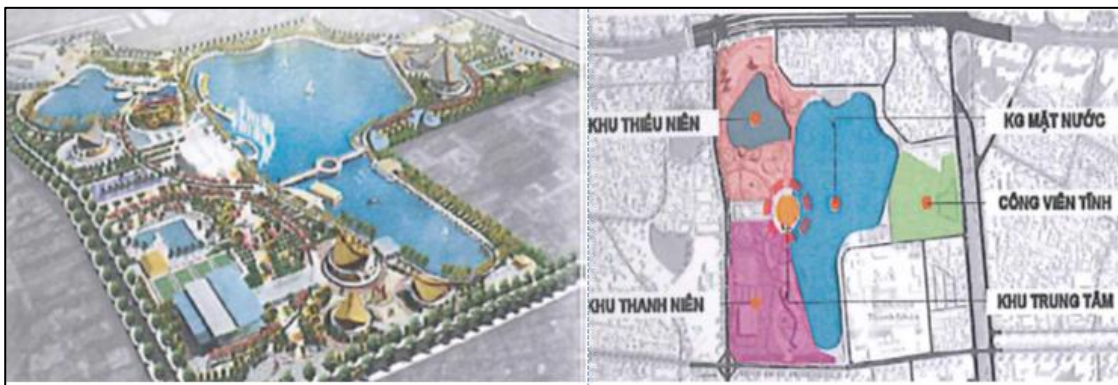 KHU THIẾU NIÊN
KG MẶT NƯỚC
CÔNG VIÊN TĨNH
KHU THANH NIÊN
KHU TRUNG TÂM